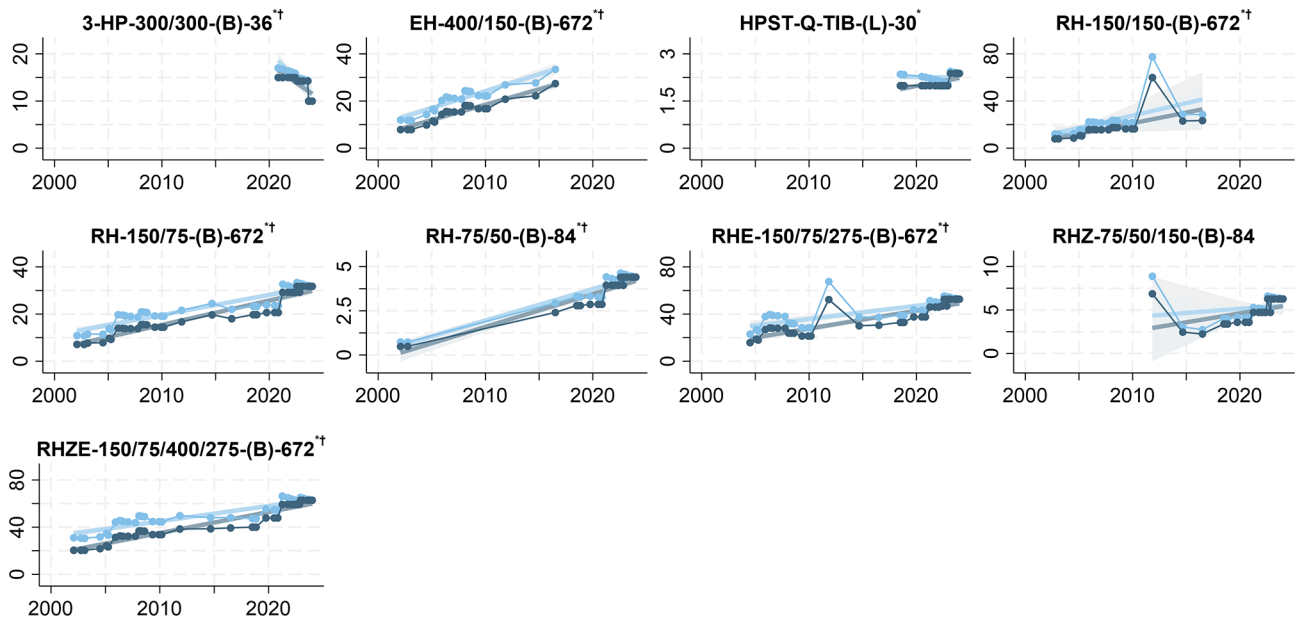 3-HP-300/300-(B)-36*† EH-400/150-(B)-672*† HPST-Q-TIB-(L)-30* RH-150/150-(B)-672*†
20 40 3 80
10 20 1.5 40
0 0 0 0
2000 2010 2020 2000 2010 2020 2000 2010 2020 2000 2010 2020
RH-150/75-(B)-672*† RH-75/50-(B)-84*† RHE-150/75/275-(B)-672*† RHZ-75/50/150-(B)-84
40 5 80 10
20 2.5 40 5
0 0 0 0
2000 2010 2020 2000 2010 2020 2000 2010 2020 2000 2010 2020
RHZE-150/75/400/275-(B)-672*†
80
40
0
2000 2010 2020